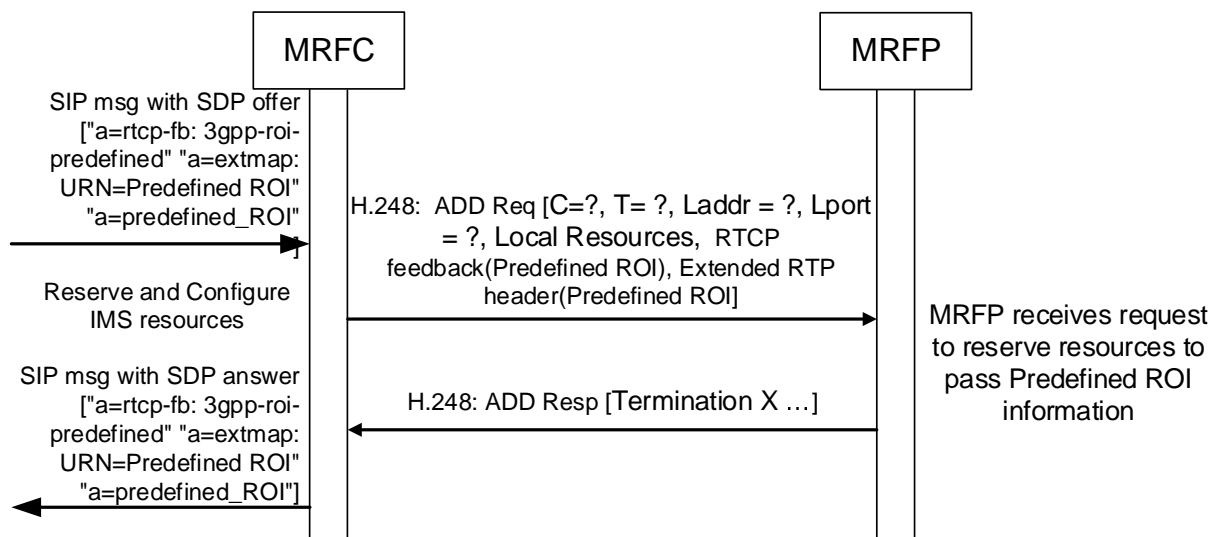 MRFC
MRFP
SIP msg with SDP offer
["a=rtcp-fb: 3gpp-roi-
predefined" "a=extmap:
URN=Predefined ROI"
"a=predefined_ROI"
]
H.248: ADD Req [C=?, T= ?, Laddr = ?, Lport
= ?, Local Resources, RTCP
feedback(Predefined ROI), Extended RTP
header(Predefined ROI]
Reserve and Configure
IMS resources
MRFP receives request
to reserve resources to
pass Predefined ROI
information
SIP msg with SDP answer
["a=rtcp-fb: 3gpp-roi-
predefined" "a=extmap:
URN=Predefined ROI"
"a=predefined_ROI"]
H.248: ADD Resp [Termination X …]